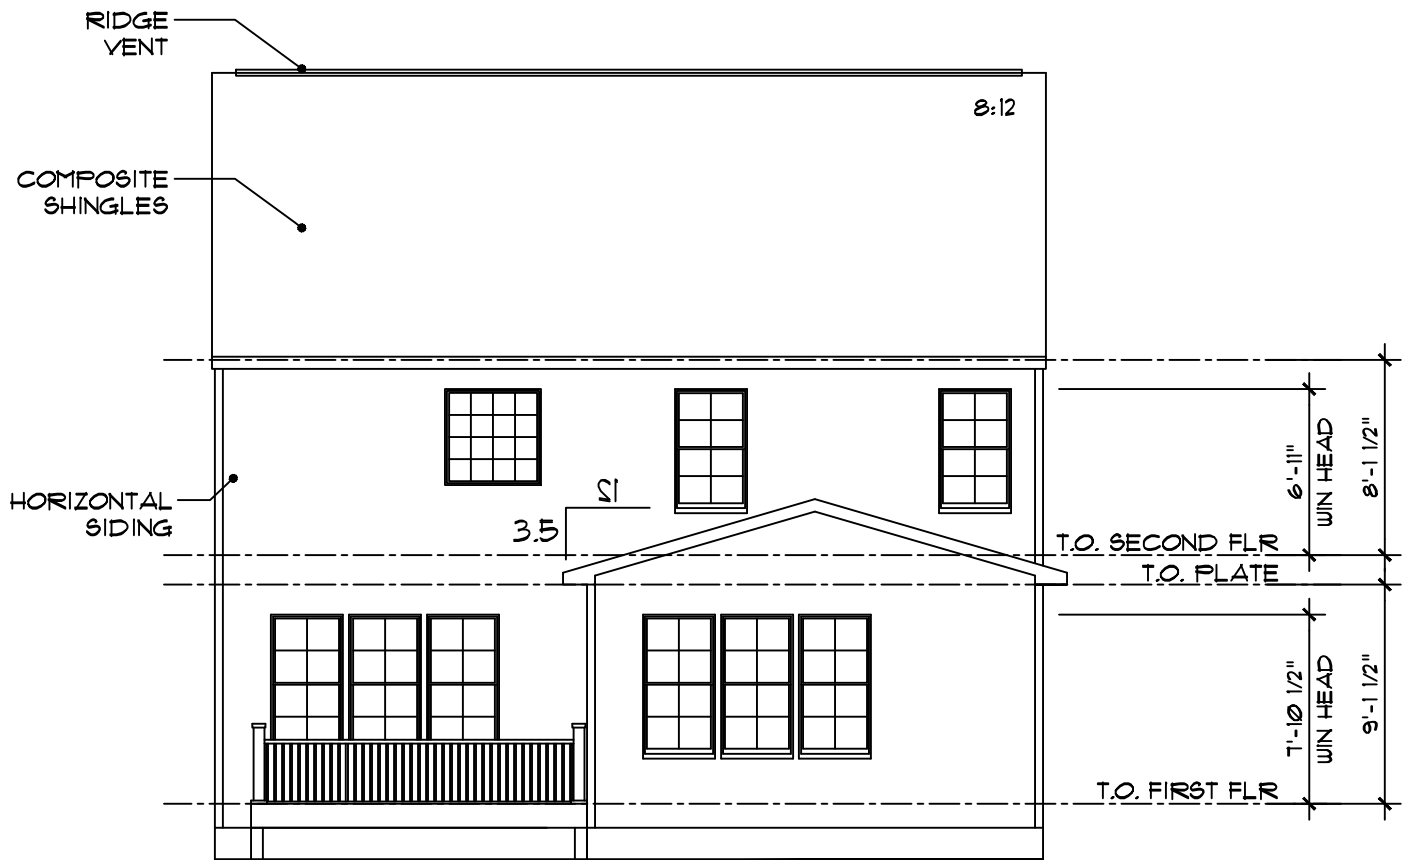 RIDGE
VENT
8:12
COMPOSITE
SHINGLES
HORIZONTAL
SIDING
12
3.5
6'-11"
WIN HEAD
8'-1 1/2"
T.O. SECOND FLR
T.O. PLATE
7'-10 1/2"
WIN HEAD
9'-1 1/2"
T.O. FIRST FLR